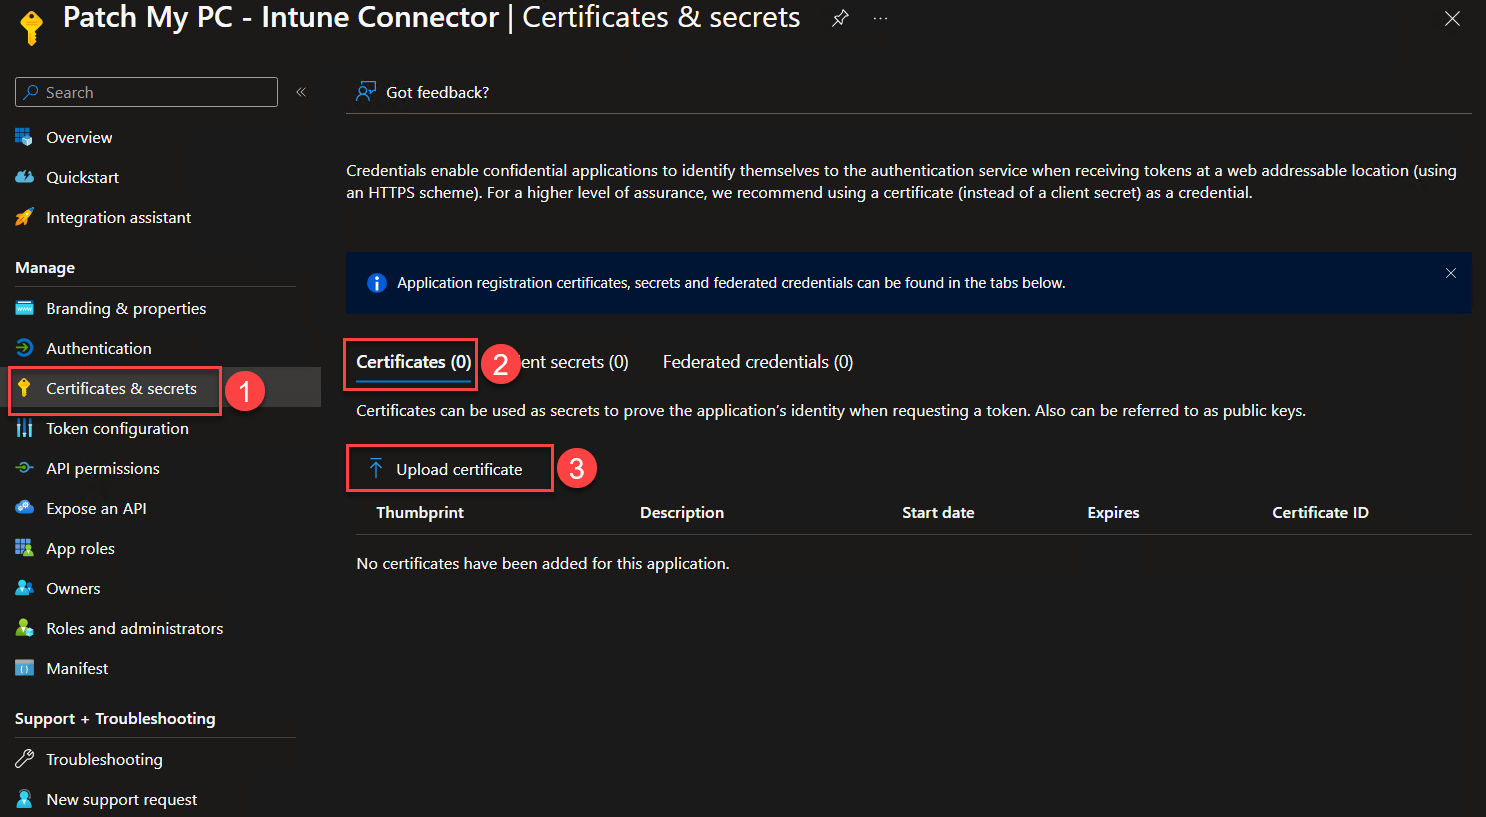 Patch My PC - Intune Connector | Certificates & secrets
Search
Got feedback?
Overview
Quickstart
Integration assistant
Manage
Branding & properties
Authentication
Certificates & secrets
1
Token configuration
API permissions
Expose an API
App roles
Owners
Roles and administrators
Manifest
Support + Troubleshooting
Troubleshooting
New support request
Credentials enable confidential applications to identify themselves to the authentication service when receiving tokens at a web addressable location (using
an HTTPS scheme). For a higher level of assurance, we recommend using a certificate (instead of a client secret) as a credential.
Application registration certificates, secrets and federated credentials can be found in the tabs below.
Certificates (0) 2 ent secrets (0) Federated credentials (0)
Certificates can be used as secrets to prove the application's identity when requesting a token. Also can be referred to as public keys.
Upload certificate 3
Thumbprint Description Start date Expires Certificate ID
No certificates have been added for this application.